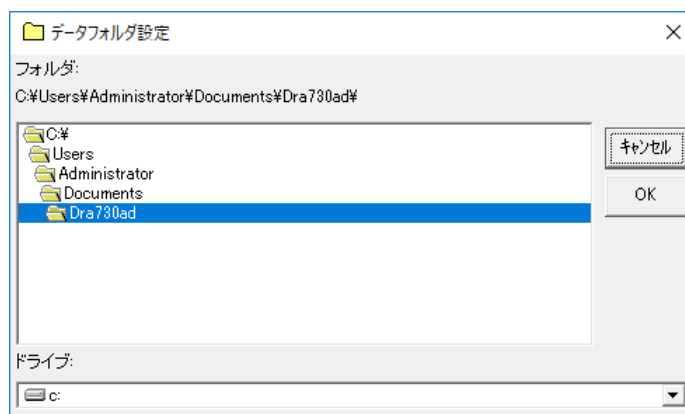 データフォルダ設定
フォルダ:
C:¥Users¥Administrator¥Documents¥Dra730ad¥
C:¥
Users
Administrator
Documents
Dra730ad
キャンセル
OK
ドライブ:
c: